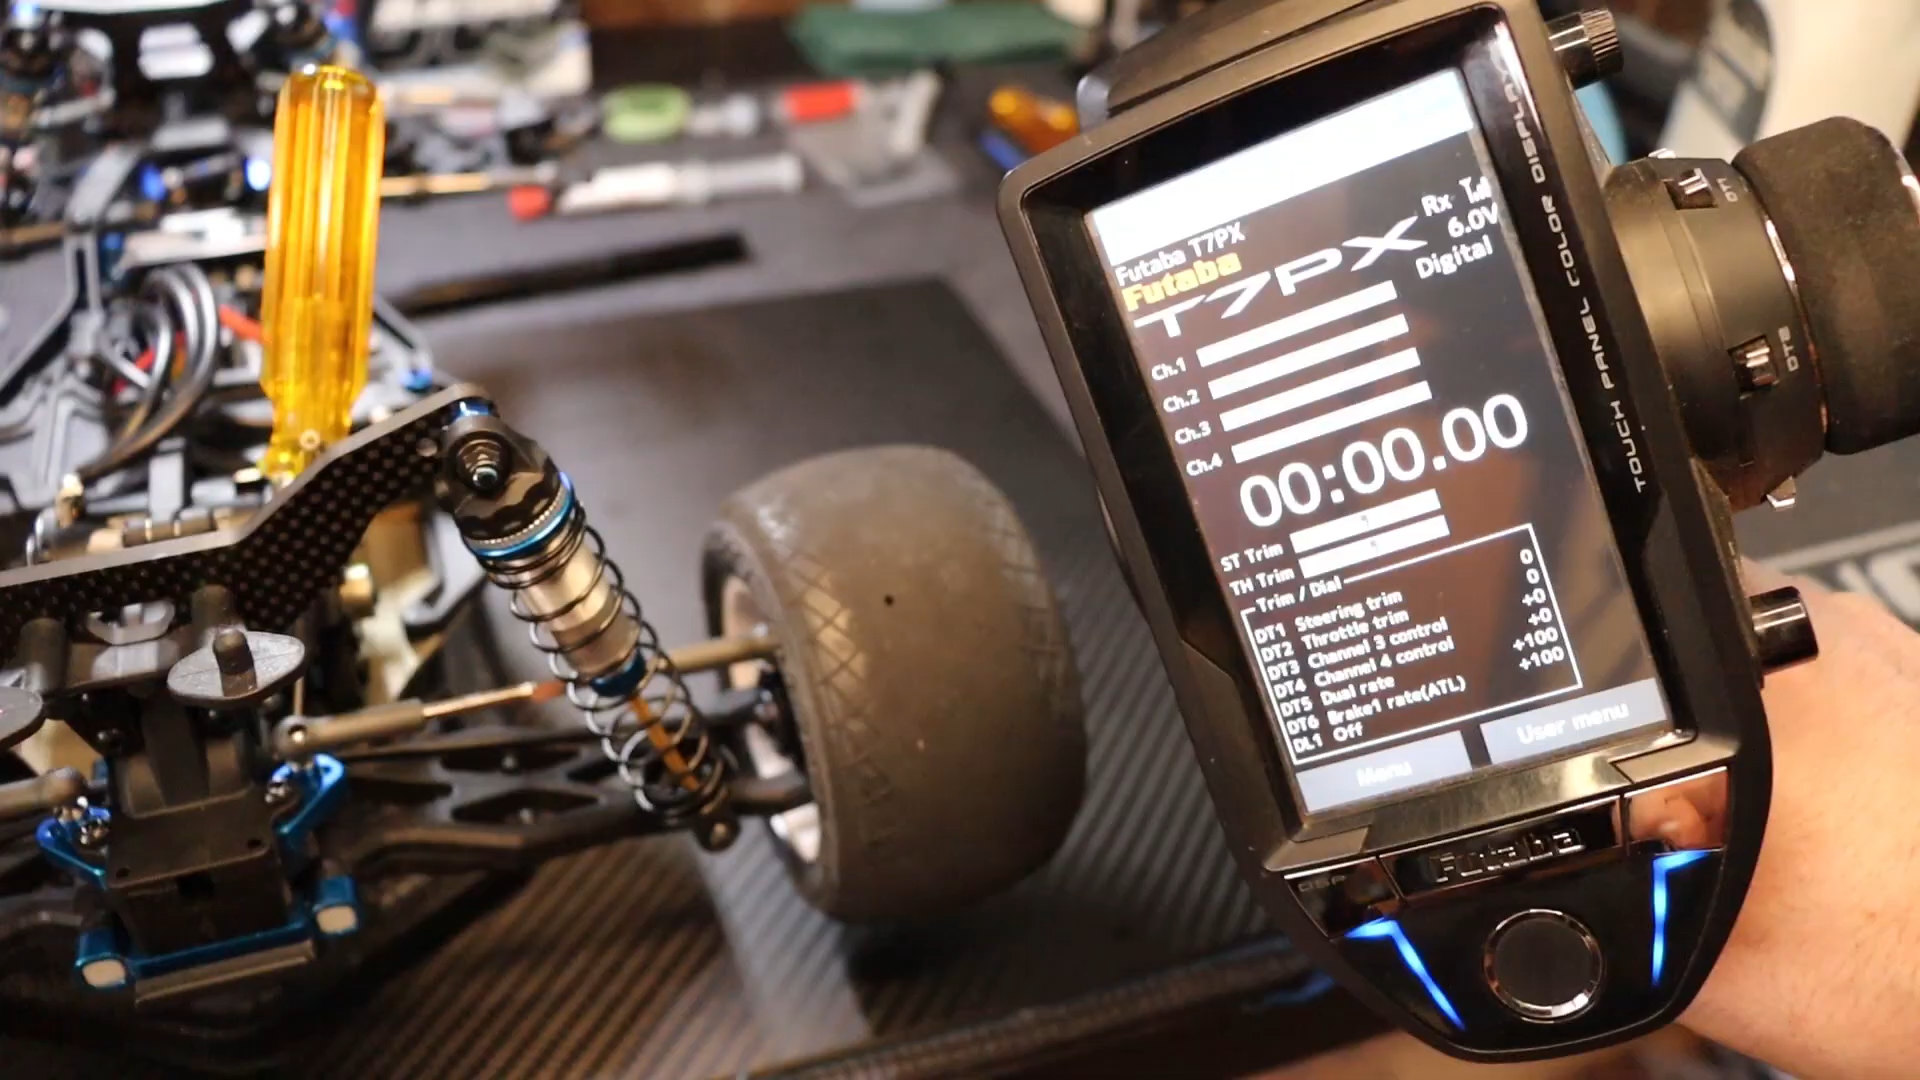 Rx
6.0V
Digital
Futaba T7PX
Futaba
T7PX
Ch.1
Ch.2
Ch.3
Ch.4
00:00.00
ST Trim
TH Trim
Trim / Dial
DT1 Steering trim 0
DT2 Throttle trim 0
DT3 Channel 3 control +0
DT4 Channel 4 control +0
DT5 Dual rate +100
DT6 Brake1 rate(ATL) +100
DL1 Off
Menu
User menu
TOUCH PANEL COLOR DISPLAY
DT1
DT2
Futaba